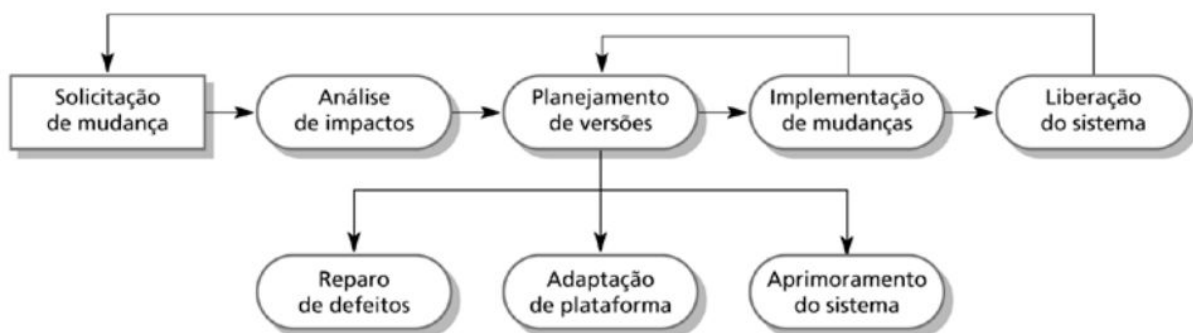 Solicitação
de mudança
Análise
de impactos
Planejamento
de versões
Implementação
de mudanças
Liberação
do sistema
Reparo
de defeitos
Adaptação
de plataforma
Aprimoramento
do sistema